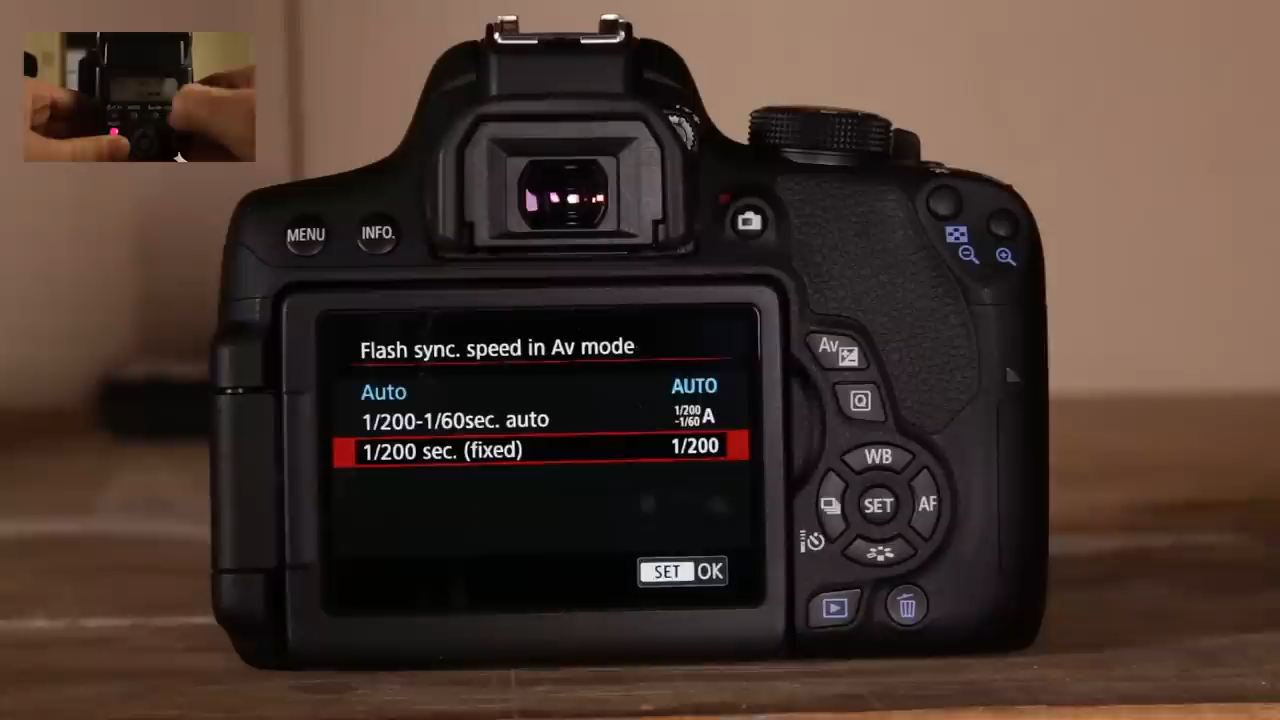 MENU
INFO.
Flash sync. speed in Av mode
Auto AUTO
1/200-1/60sec. auto 1/200 -1/60 A
1/200 sec. (fixed) 1/200
SET OK
Av
Q
WB
SET
AF